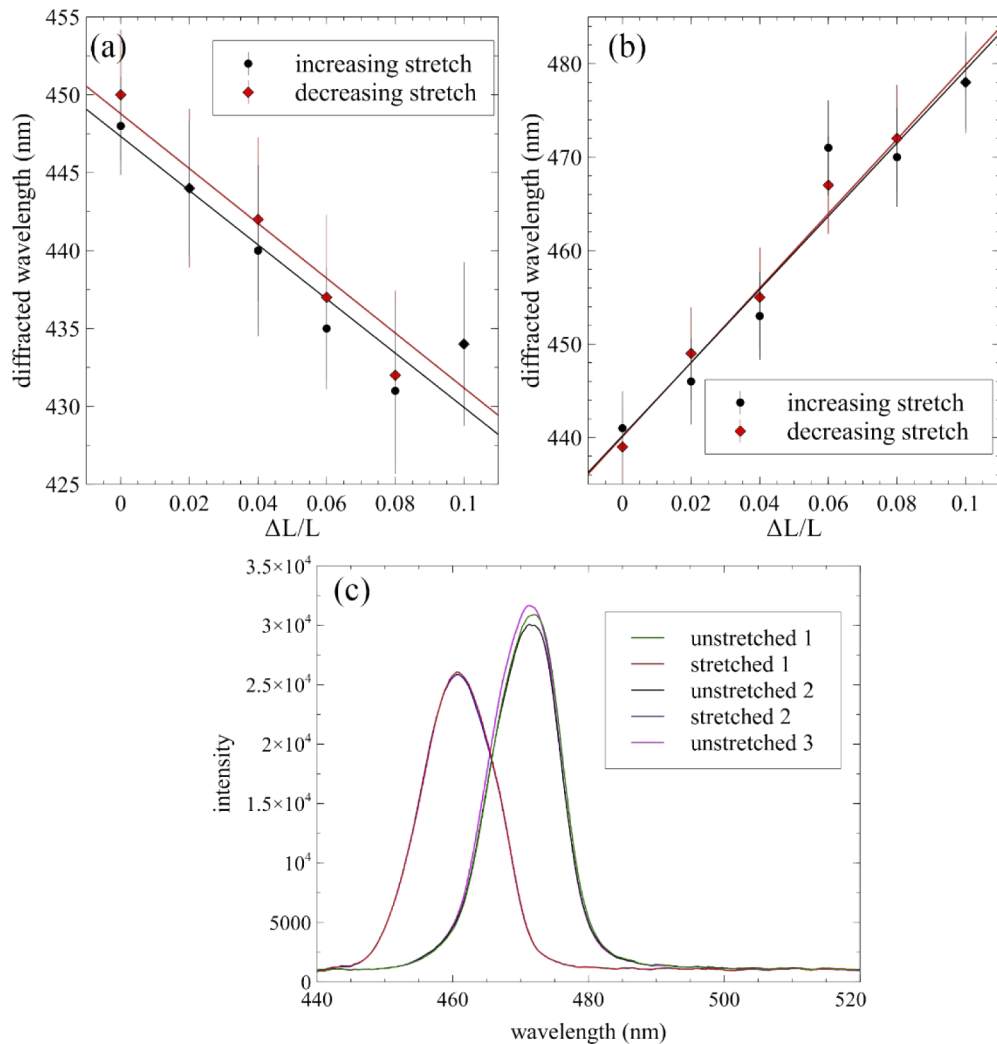 (a)
increasing stretch
decreasing stretch
diffracted wavelength (nm)
455
450
445
440
435
430
425
0 0.02 0.04 0.06 0.08 0.1
ΔL/L
(b)
increasing stretch
decreasing stretch
diffracted wavelength (nm)
480
470
460
450
440
0 0.02 0.04 0.06 0.08 0.1
ΔL/L
(c)
unstretched 1
stretched 1
unstretched 2
stretched 2
unstretched 3
intensity
3.5×10⁴
3×10⁴
2.5×10⁴
2×10⁴
1.5×10⁴
10⁴
5000
0
440 460 480 500 520
wavelength (nm)